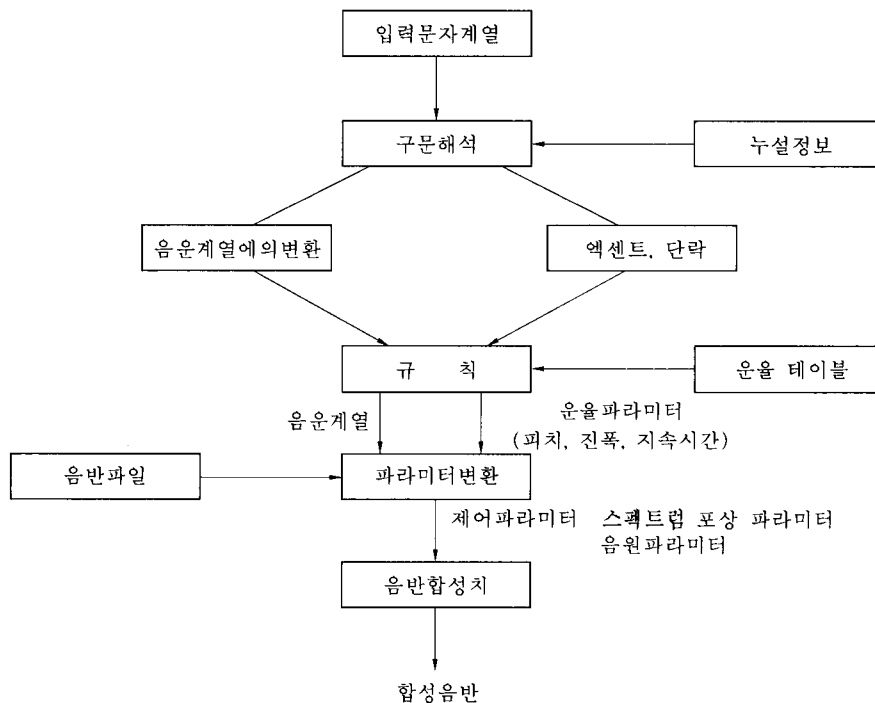 입력문자계열
구문해석
누설정보
음운계열에의변환
엑센트, 단락
규 칙
운율 테이블
음운계열
운율파라미터
(피치, 진폭, 지속시간)
음반파일
파라미터변환
제어파라미터 스펙트럼 포상 파라미터
음원파라미터
음반합성치
합성음반